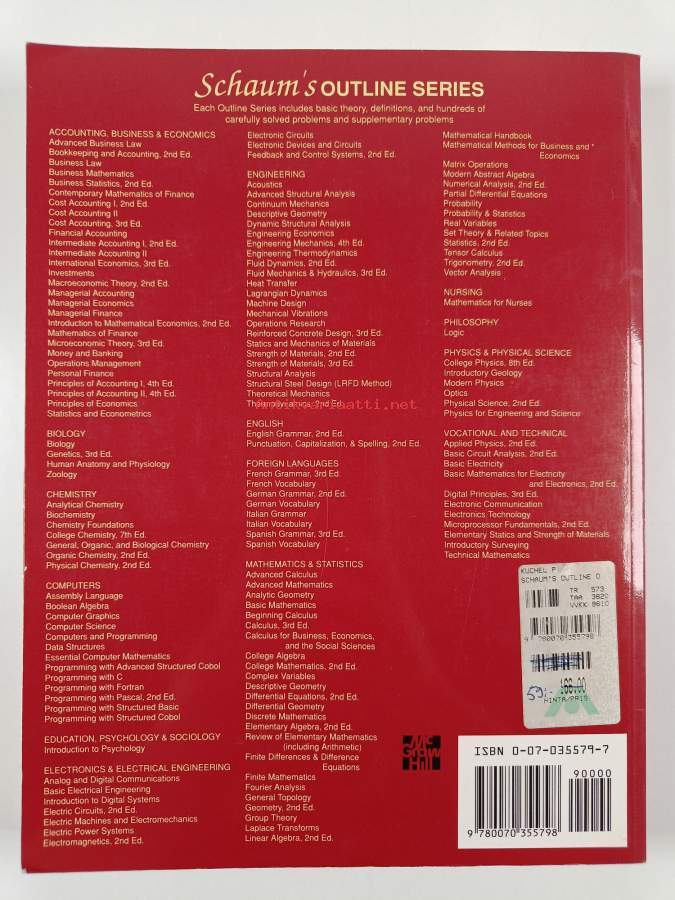 Schaum's OUTLINE SERIES
Each Outline Series includes basic theory, definitions, and hundreds of
carefully solved problems and supplementary problems
ACCOUNTING, BUSINESS & ECONOMICS
Advanced Business Law
Bookkeeping and Accounting, 2nd Ed.
Business Law
Business Mathematics
Business Statistics, 2nd Ed.
Contemporary Mathematics of Finance
Cost Accounting I, 2nd Ed.
Cost Accounting II
Cost Accounting, 3rd Ed.
Financial Accounting
Intermediate Accounting I, 2nd Ed.
Intermediate Accounting II
International Economics, 3rd Ed.
Investments
Macroeconomic Theory, 2nd Ed.
Managerial Accounting
Managerial Economics
Managerial Finance
Introduction to Mathematical Economics, 2nd Ed.
Mathematics of Finance
Microeconomic Theory, 3rd Ed.
Money and Banking
Operations Management
Personal Finance
Principles of Accounting I, 4th Ed.
Principles of Accounting II, 4th Ed.
Principles of Economics
Statistics and Econometrics
BIOLOGY
Biology
Genetics, 3rd Ed.
Human Anatomy and Physiology
Zoology
CHEMISTRY
Analytical Chemistry
Biochemistry
Chemistry Foundations
College Chemistry, 7th Ed.
General, Organic, and Biological Chemistry
Organic Chemistry, 2nd Ed.
Physical Chemistry, 2nd Ed.
COMPUTERS
Assembly Language
Boolean Algebra
Computer Graphics
Computer Science
Computers and Programming
Data Structures
Essential Computer Mathematics
Programming with Advanced Structured Cobol
Programming with C
Programming with Fortran
Programming with Pascal, 2nd Ed.
Programming with Structured Basic
Programming with Structured Cobol
EDUCATION, PSYCHOLOGY & SOCIOLOGY
Introduction to Psychology
ELECTRONICS & ELECTRICAL ENGINEERING
Analog and Digital Communications
Basic Electrical Engineering
Introduction to Digital Systems
Electric Circuits, 2nd Ed.
Electric Machines and Electromechanics
Electric Power Systems
Electromagnetics, 2nd Ed.
Electronic Circuits
Electronic Devices and Circuits
Feedback and Control Systems, 2nd Ed.
ENGINEERING
Acoustics
Advanced Structural Analysis
Continuum Mechanics
Descriptive Geometry
Dynamic Structural Analysis
Engineering Economics
Engineering Mechanics, 4th Ed.
Engineering Thermodynamics
Fluid Dynamics, 2nd Ed.
Fluid Mechanics & Hydraulics, 3rd Ed.
Heat Transfer
Lagrangian Dynamics
Machine Design
Mechanical Vibrations
Operations Research
Reinforced Concrete Design, 3rd Ed.
Statics and Mechanics of Materials
Strength of Materials, 2nd Ed.
Strength of Materials, 3rd Ed.
Structural Analysis
Structural Steel Design (LRFD Method)
Theoretical Mechanics
Thermodynamics, 2nd Ed.
ENGLISH
English Grammar, 2nd Ed.
Punctuation, Capitalization, & Spelling, 2nd Ed.
FOREIGN LANGUAGES
French Grammar, 3rd Ed.
French Vocabulary
German Grammar, 2nd Ed.
German Vocabulary
Italian Grammar
Italian Vocabulary
Spanish Grammar, 3rd Ed.
Spanish Vocabulary
MATHEMATICS & STATISTICS
Advanced Calculus
Advanced Mathematics
Analytic Geometry
Basic Mathematics
Beginning Calculus
Calculus, 3rd Ed.
Calculus for Business, Economics,
and the Social Sciences
College Algebra
College Mathematics, 2nd Ed.
Complex Variables
Descriptive Geometry
Differential Equations, 2nd Ed.
Differential Geometry
Discrete Mathematics
Elementary Algebra, 2nd Ed.
Review of Elementary Mathematics
(including Arithmetic)
Finite Differences & Difference
Equations
Finite Mathematics
Fourier Analysis
General Topology
Geometry, 2nd Ed.
Group Theory
Laplace Transforms
Linear Algebra, 2nd Ed.
Mathematical Handbook
Mathematical Methods for Business and
Economics
Matrix Operations
Modern Abstract Algebra
Numerical Analysis, 2nd Ed.
Partial Differential Equations
Probability
Probability & Statistics
Real Variables
Set Theory & Related Topics
Statistics, 2nd Ed.
Tensor Calculus
Trigonometry, 2nd Ed.
Vector Analysis
NURSING
Mathematics for Nurses
PHILOSOPHY
Logic
PHYSICS & PHYSICAL SCIENCE
College Physics, 8th Ed.
Introductory Geology
Modern Physics
Optics
Physical Science, 2nd Ed.
Physics for Engineering and Science
VOCATIONAL AND TECHNICAL
Applied Physics, 2nd Ed.
Basic Circuit Analysis, 2nd Ed.
Basic Electricity
Basic Mathematics for Electricity
and Electronics, 2nd Ed.
Digital Principles, 3rd Ed.
Electronic Communication
Electronics Technology
Microprocessor Fundamentals, 2nd Ed.
Elementary Statics and Strength of Materials
Introductory Surveying
Technical Mathematics
KUCHEL P
SCHAUM'S OUTLINE O
TR 573
TAA 3820
VVKK 9610
9 780070 355798
59,-
166.00
HINTA/PRIS
Mc
Graw
Hill
ISBN 0-07-035579-7
90000
9 780070 355798